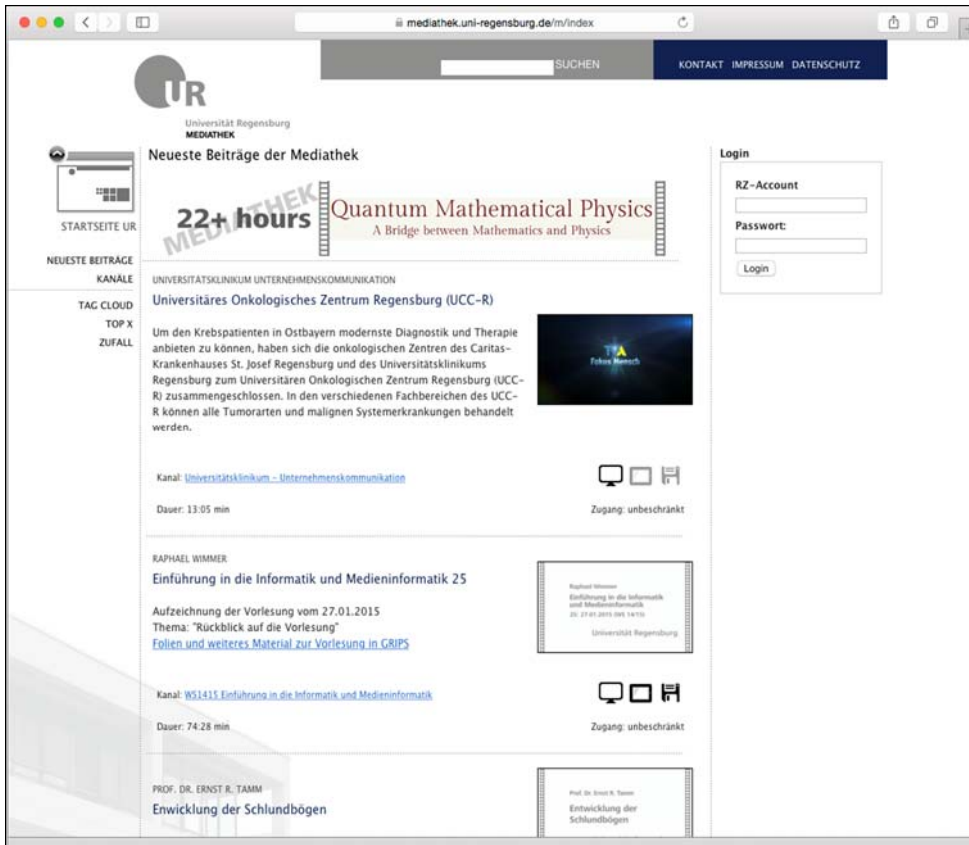 mediathek.uni-regensburg.de/m/index
SUCHEN
KONTAKT IMPRESSUM DATENSCHUTZ
UR
Universität Regensburg
MEDIATHEK
STARTSEITE UR
NEUESTE BEITRÄGE
KANÄLE
TAG CLOUD
TOP X
ZUFALL
Neueste Beiträge der Mediathek
MEDIATHEK
22+ hours
Quantum Mathematical Physics
A Bridge between Mathematics and Physics
UNIVERSITÄTSKLINIKUM UNTERNEHMENSKOMMUNIKATION
Universitäres Onkologisches Zentrum Regensburg (UCC-R)
Um den Krebspatienten in Ostbayern modernste Diagnostik und Therapie
anbieten zu können, haben sich die onkologischen Zentren des Caritas-
Krankenhauses St. Josef Regensburg und des Universitätsklinikums
Regensburg zum Universitären Onkologischen Zentrum Regensburg (UCC-
R) zusammengeschlossen. In den verschiedenen Fachbereichen des UCC-
R können alle Tumorarten und malignen Systemerkrankungen behandelt
werden.
TVA
Fokus Mensch
Kanal: Universitätsklinikum - Unternehmenskommunikation
Dauer: 13:05 min
Zugang: unbeschränkt
RAPHAEL WIMMER
Einführung in die Informatik und Medieninformatik 25
Aufzeichnung der Vorlesung vom 27.01.2015
Thema: "Rückblick auf die Vorlesung"
Folien und weiteres Material zur Vorlesung in GRIPS
Raphael Wimmer
Einführung in die Informatik
und Medieninformatik
25: 27.01.2015 (WS 14/15)
Universität Regensburg
Kanal: WS1415 Einführung in die Informatik und Medieninformatik
Dauer: 74:28 min
Zugang: unbeschränkt
PROF. DR. ERNST R. TAMM
Enwicklung der Schlundbögen
Prof. Dr. Ernst R. Tamm
Entwicklung der
Schlundbögen
Login
RZ-Account
Passwort:
Login